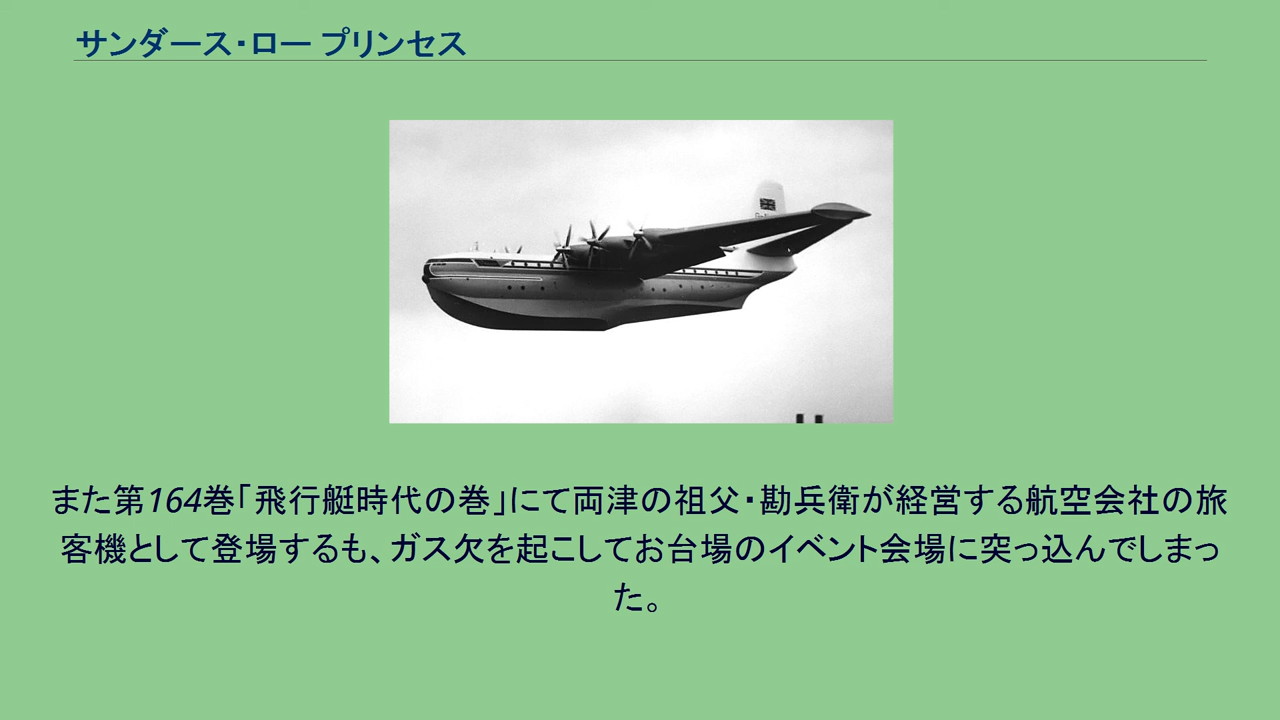 サンダース・ロー プリンセス
また第164巻「飛行艇時代の巻」にて両津の祖父・勘兵衛が経営する航空会社の旅
客機として登場するも、ガス欠を起こしてお台場のイベント会場に突っ込んでしまっ
た。